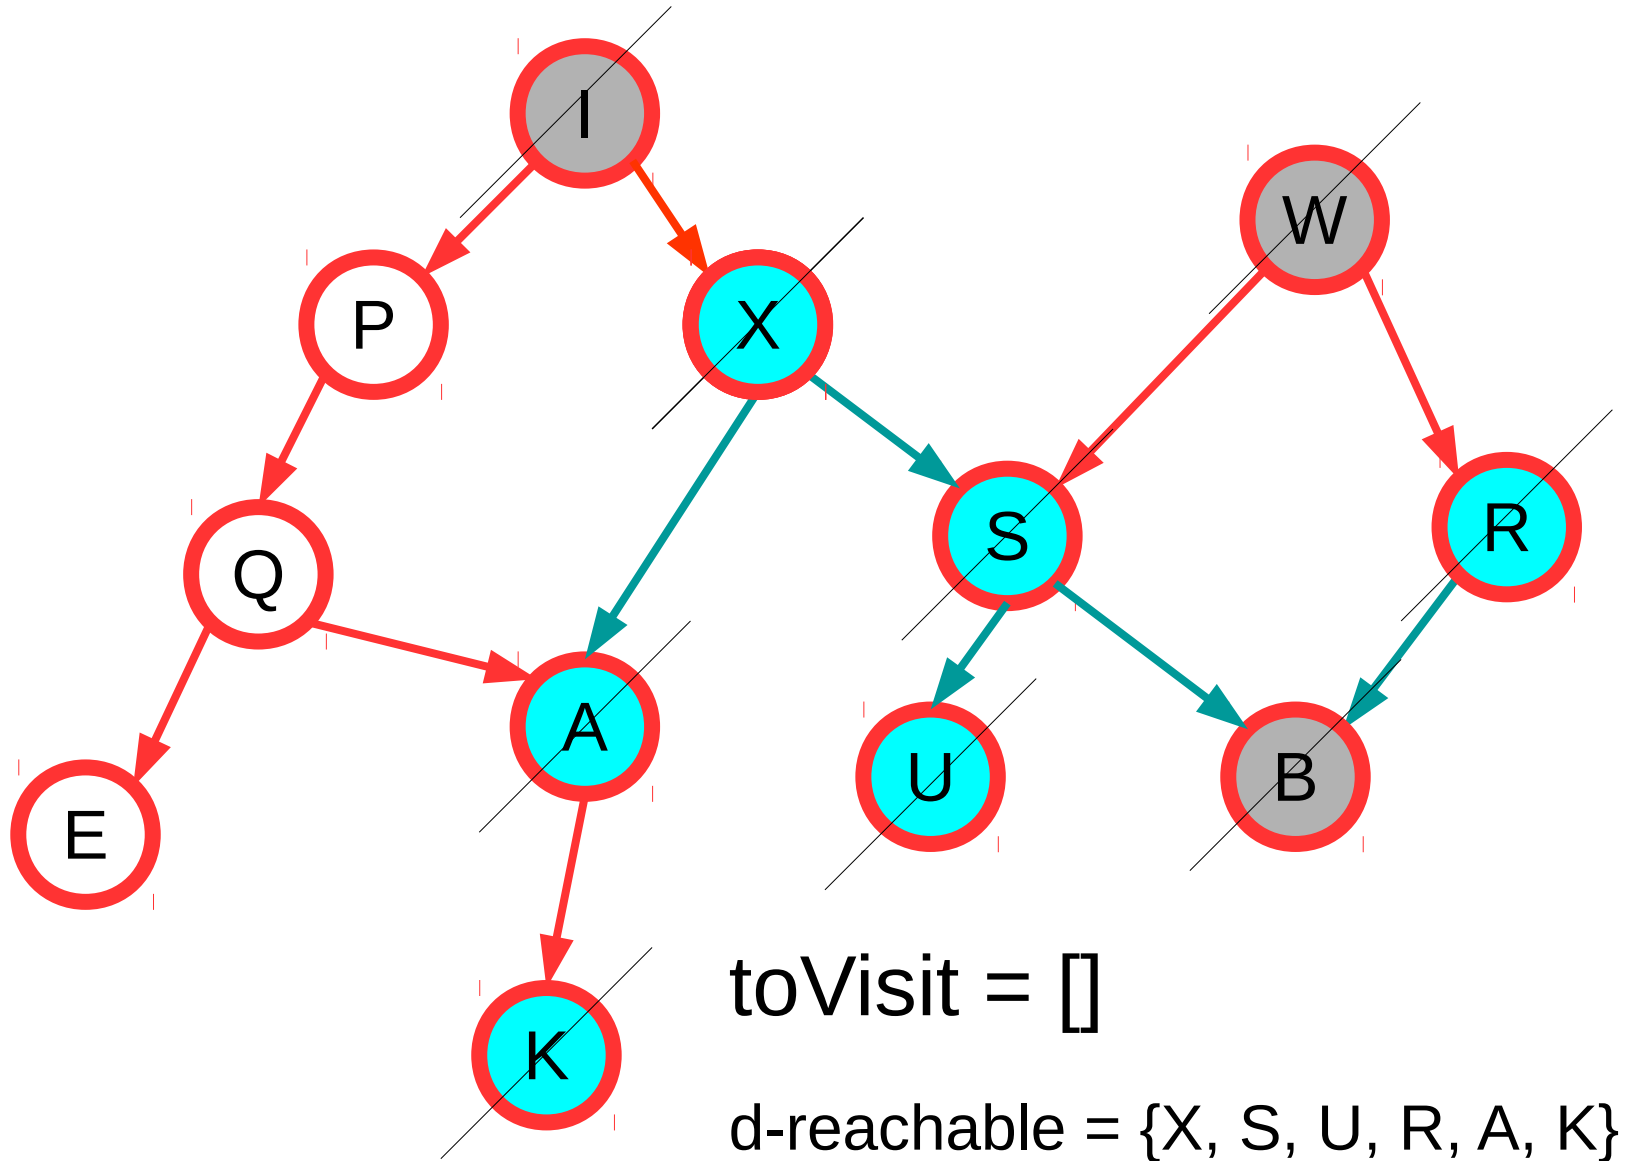 I
W
P
X
S
R
Q
A
U
B
E
K
toVisit = []
d-reachable = {X, S, U, R, A, K}